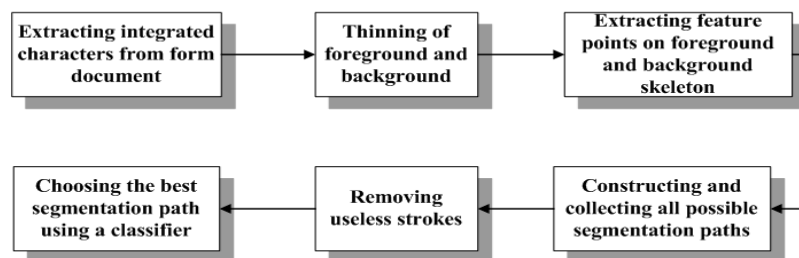 Extracting integrated
characters from form
document
Thinning of
foreground and
background
Extracting feature
points on foreground
and background
skeleton
Constructing and
collecting all possible
segmentation paths
Removing
useless strokes
Choosing the best
segmentation path
using a classifier